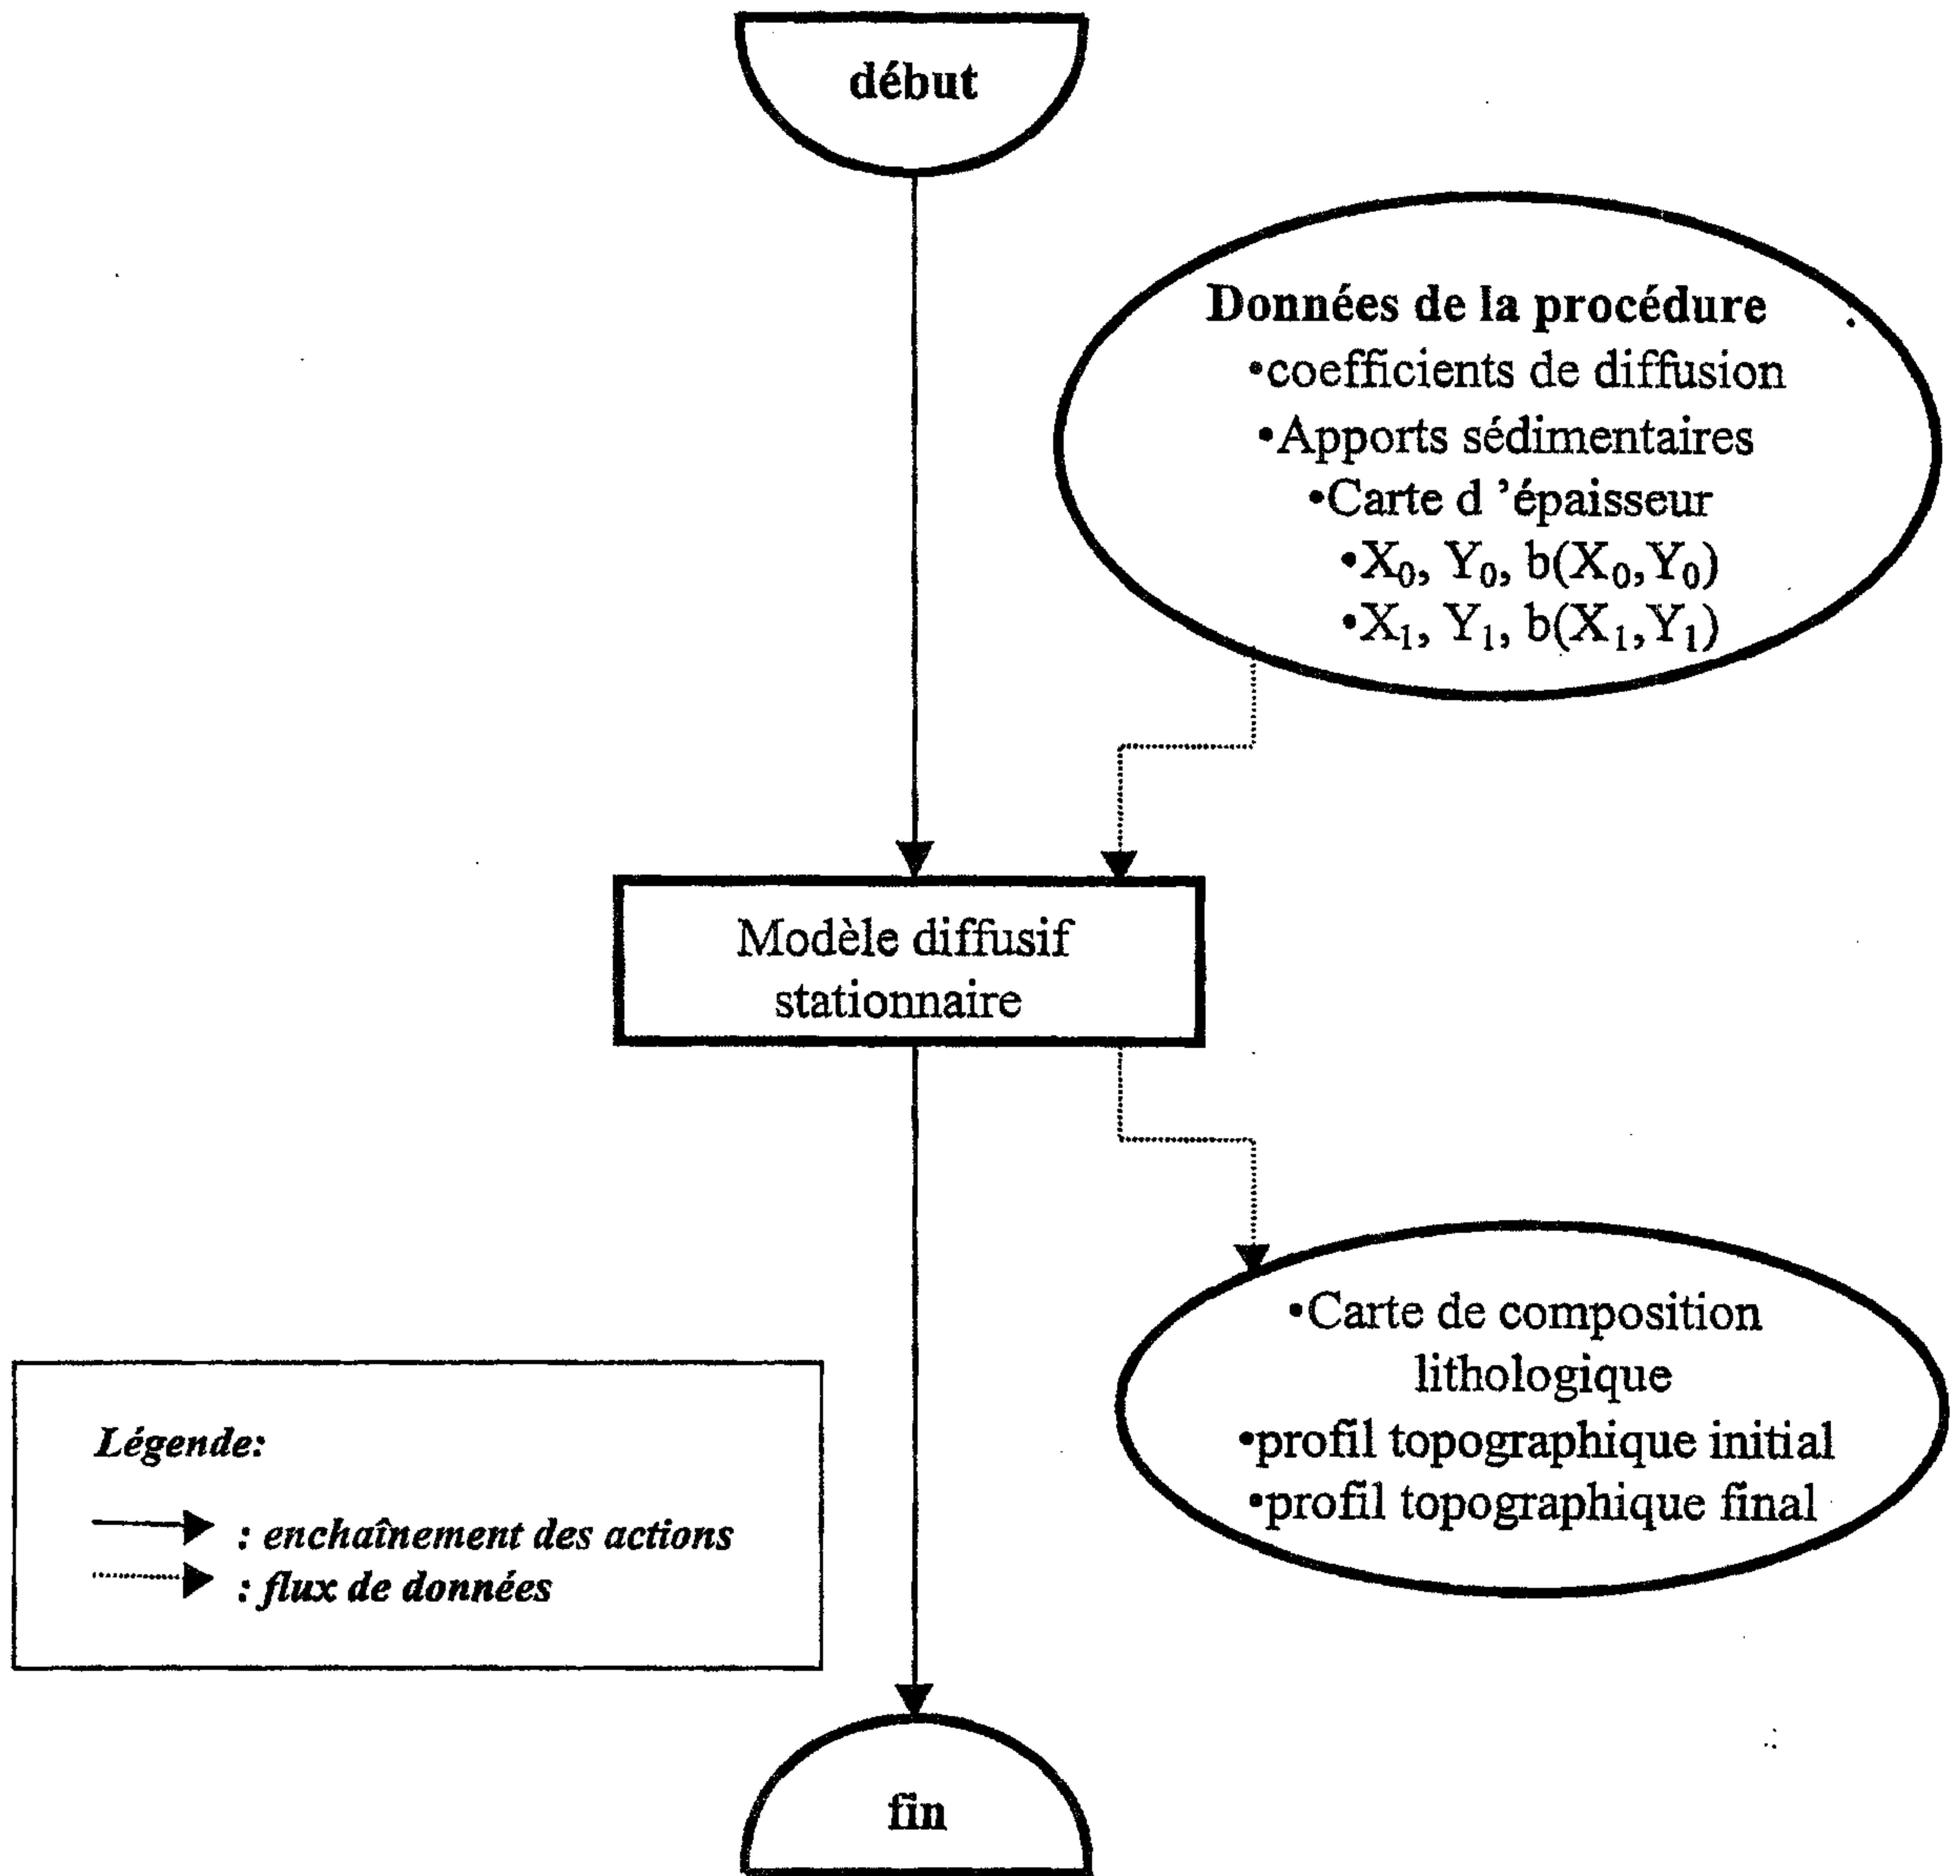 début
Données de la procédure
•coefficients de diffusion
•Apports sédimentaires
•Carte d ’épaisseur
•X₀, Y₀, b(X₀,Y₀)
•X₁, Y₁, b(X₁,Y₁)
Modèle diffusif
stationnaire
•Carte de composition
lithologique
•profil topographique initial
•profil topographique final
Légende:
: enchaînement des actions
: flux de données
fin